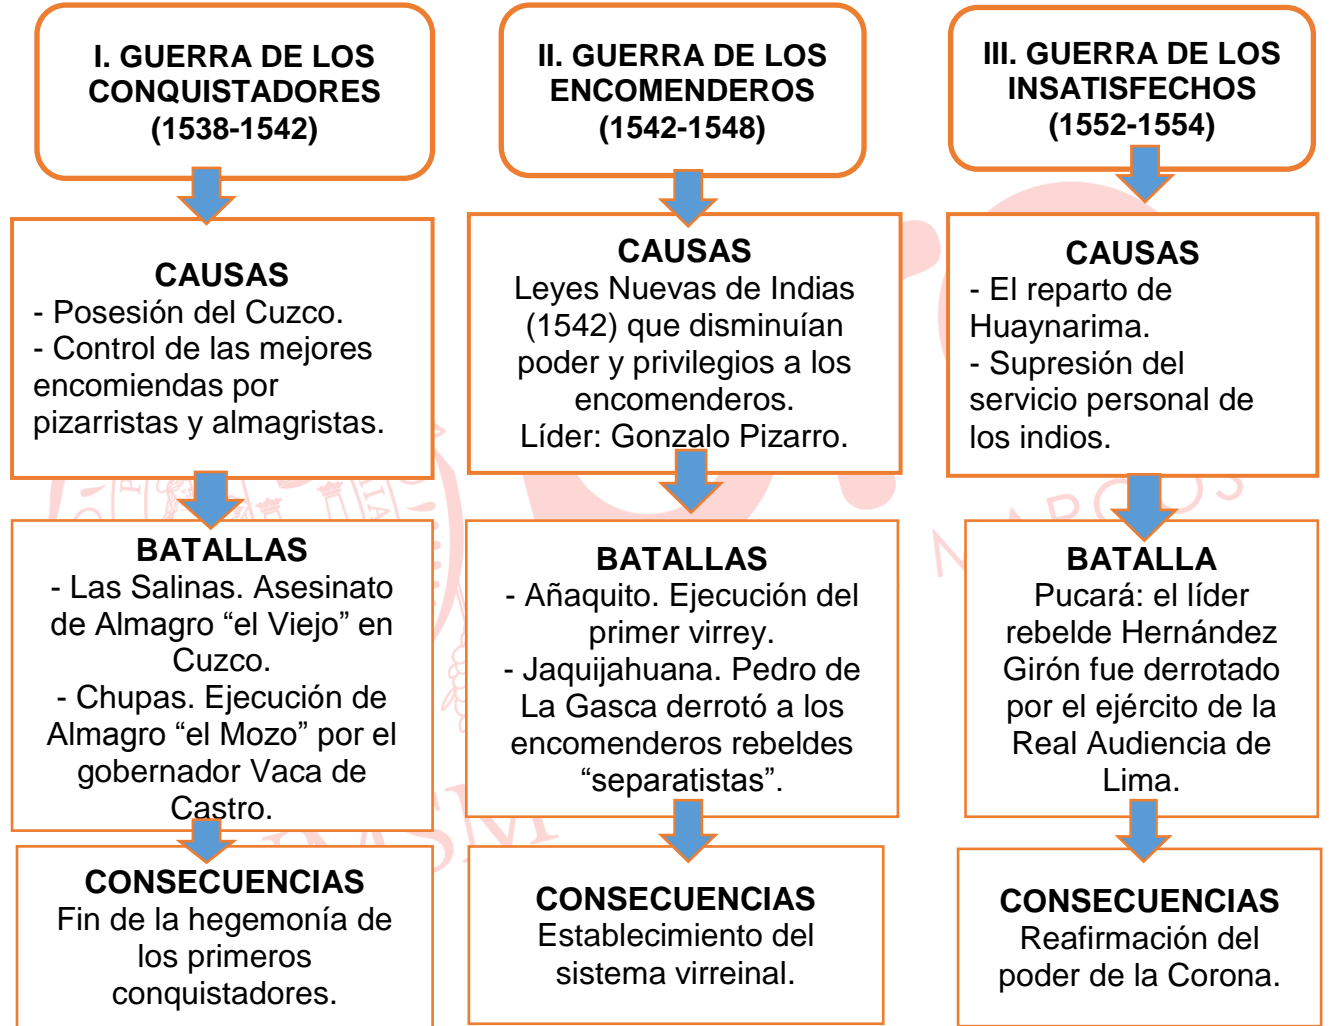 I. GUERRA DE LOS
CONQUISTADORES
(1538-1542)
CAUSAS
- Posesión del Cuzco.
- Control de las mejores
encomiendas por
pizarristas y almagristas.
BATALLAS
- Las Salinas. Asesinato
de Almagro “el Viejo” en
Cuzco.
- Chupas. Ejecución de
Almagro “el Mozo” por el
gobernador Vaca de
Castro.
CONSECUENCIAS
Fin de la hegemonía de
los primeros
conquistadores.
II. GUERRA DE LOS
ENCOMENDEROS
(1542-1548)
CAUSAS
Leyes Nuevas de Indias
(1542) que disminuían
poder y privilegios a los
encomenderos.
Líder: Gonzalo Pizarro.
BATALLAS
- Añaquito. Ejecución del
primer virrey.
- Jaquijahuana. Pedro de
La Gasca derrotó a los
encomenderos rebeldes
“separatistas”.
CONSECUENCIAS
Establecimiento del
sistema virreinal.
III. GUERRA DE LOS
INSATISFECHOS
(1552-1554)
CAUSAS
- El reparto de
Huaynarima.
- Supresión del
servicio personal de
los indios.
BATALLA
Pucará: el líder
rebelde Hernández
Girón fue derrotado
por el ejército de la
Real Audiencia de
Lima.
CONSECUENCIAS
Reafirmación del
poder de la Corona.